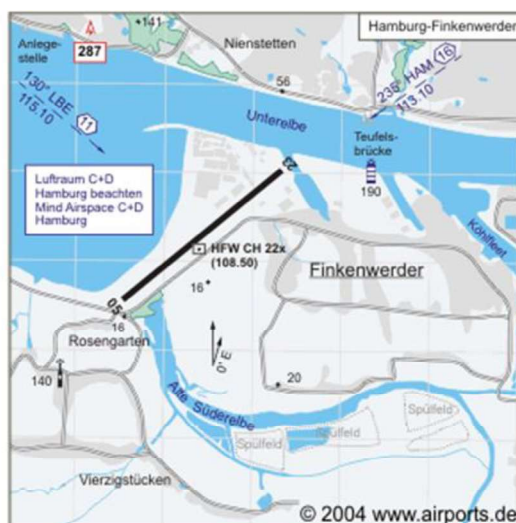 Hamburg-Finkenwerder
141
Anlege-
stelle
287
Nienstetten
56
130° LBE
115.10
11
235° HAM
113.10
16
Unterelbe
Teufels-
brücke
190
Luftraum C+D
Hamburg beachten
Mind Airspace C+D
Hamburg
23
Köhlfleet
HFW CH 22x
(108.50)
Finkenwerder
16
05
16
Rosengarten
0° E
140
20
Alte Süderelbe
Spülfeld
Spülfeld
Spülfeld
Vierzigstücken
© 2004 www.airports.de